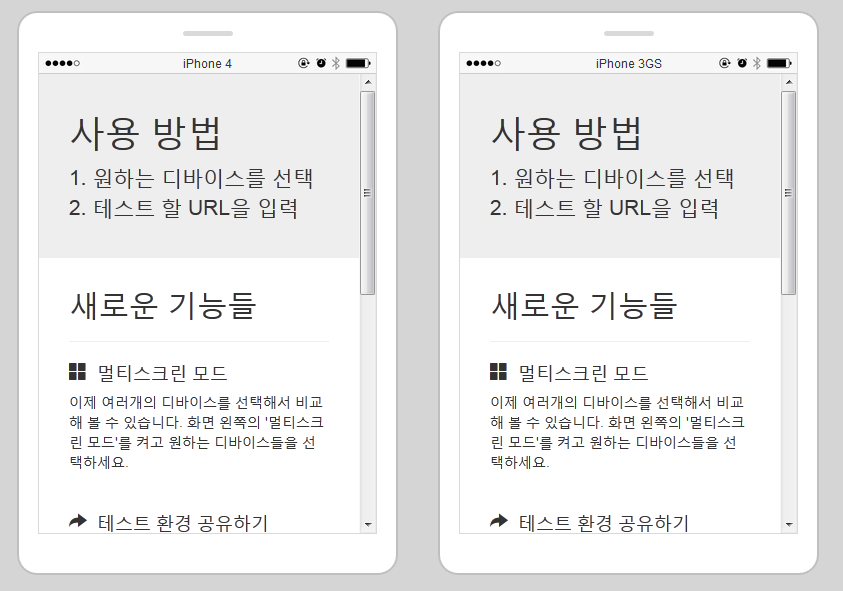 iPhone 4
사용 방법
1. 원하는 디바이스를 선택
2. 테스트 할 URL을 입력
새로운 기능들
멀티스크린 모드
이제 여러개의 디바이스를 선택해서 비교
해 볼 수 있습니다. 화면 왼쪽의 '멀티스크
린 모드'를 켜고 원하는 디바이스들을 선
택하세요.
테스트 환경 공유하기
iPhone 3GS
사용 방법
1. 원하는 디바이스를 선택
2. 테스트 할 URL을 입력
새로운 기능들
멀티스크린 모드
이제 여러개의 디바이스를 선택해서 비교
해 볼 수 있습니다. 화면 왼쪽의 '멀티스크
린 모드'를 켜고 원하는 디바이스들을 선
택하세요.
테스트 환경 공유하기